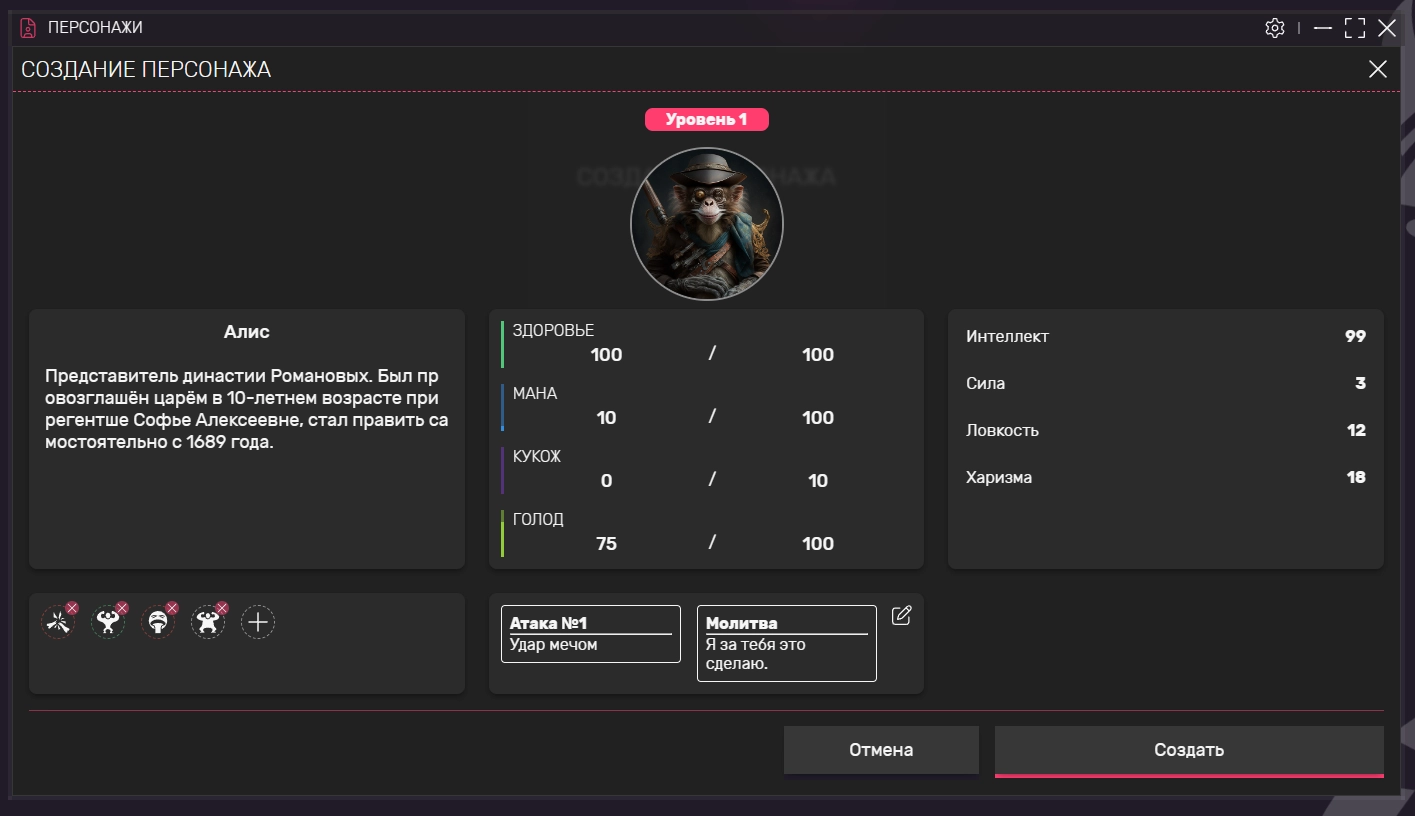 ПЕРСОНАЖИ
СОЗДАНИЕ ПЕРСОНАЖА
Уровень 1
Алис
Представитель династии Романовых. Был пр
овозглашён царём в 10-летнем возрасте при
регентше Софье Алексеевне, стал править са
мостоятельно с 1689 года.
ЗДОРОВЬЕ
100 / 100
МАНА
10 / 100
КУКОЖ
0 / 10
ГОЛОД
75 / 100
Интеллект 99
Сила 3
Ловкость 12
Харизма 18
Атака №1
Удар мечом
Молитва
Я за тебя это
сделаю.
Отмена
Создать